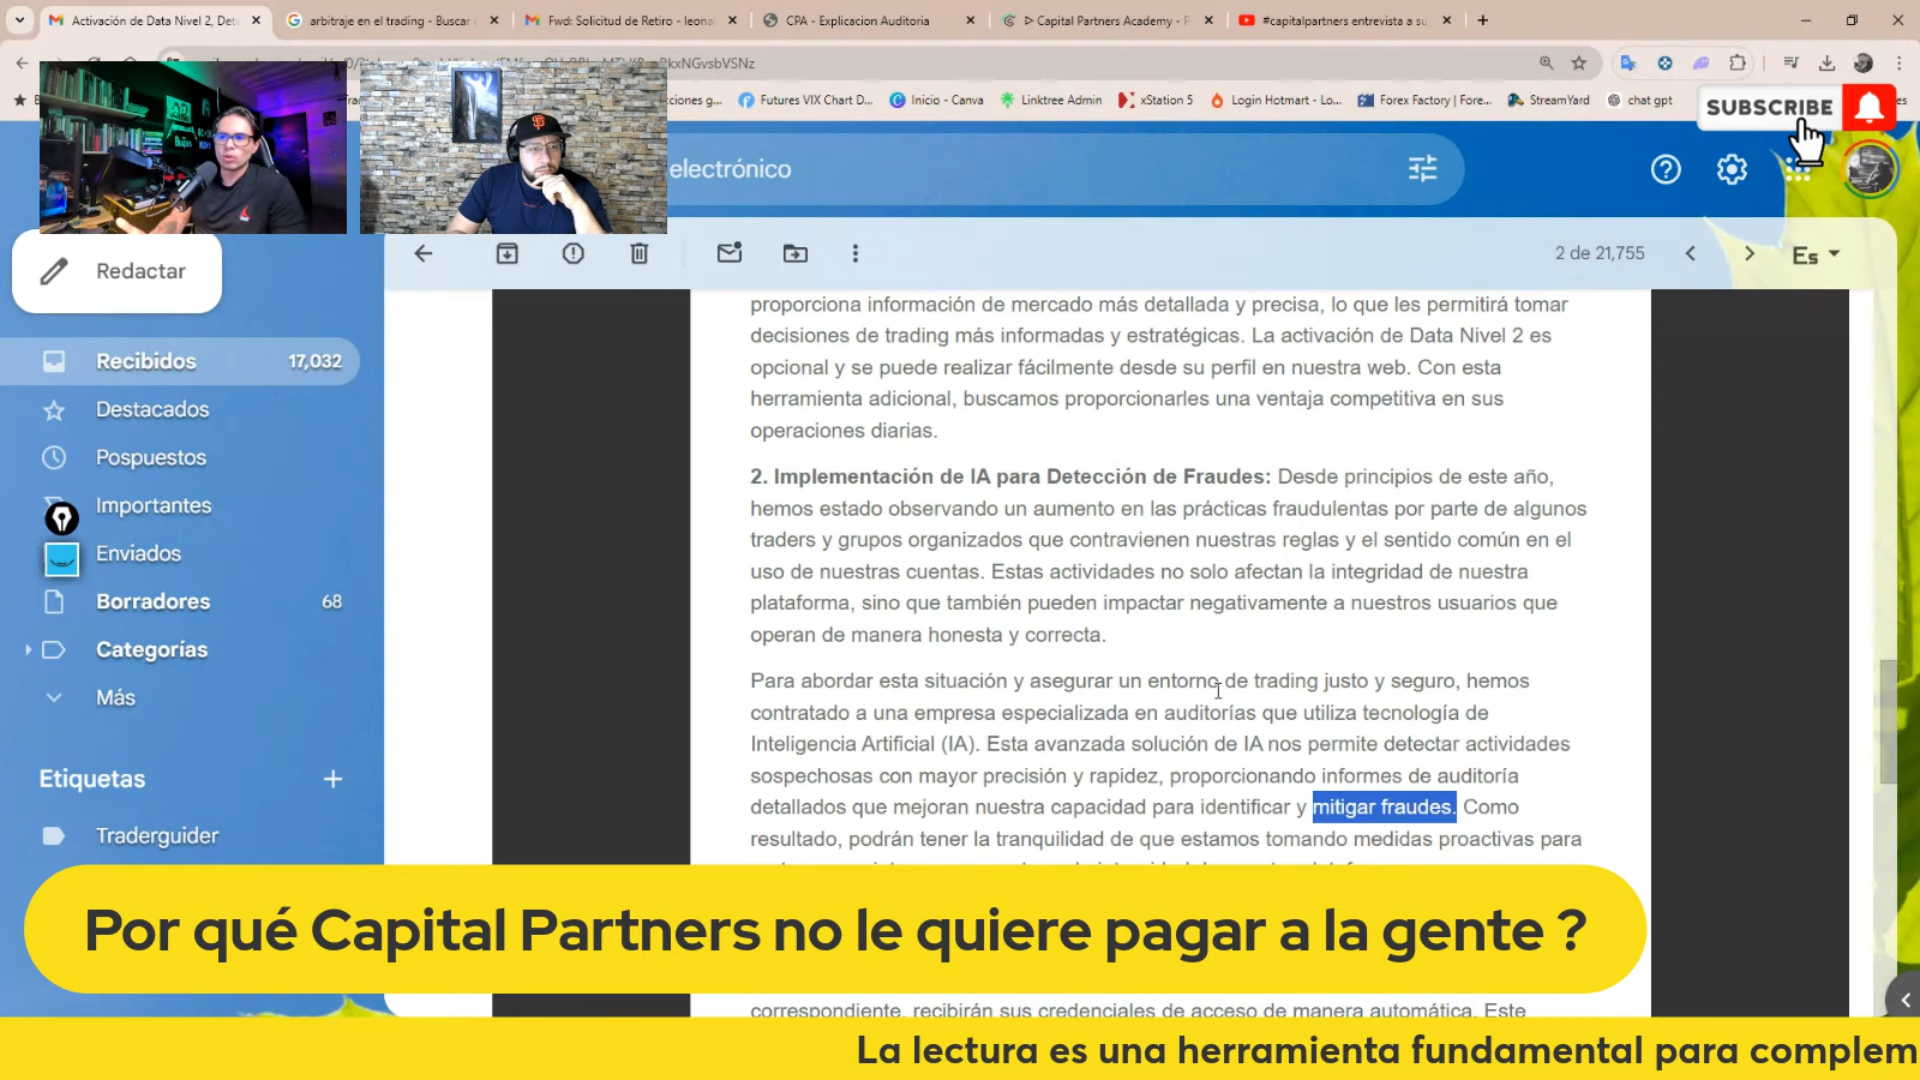 Activación de Data Nivel 2, Det
arbitraje en el trading - Buscar
Fwd: Solicitud de Retiro - leona
CPA - Explicacion Auditoria
Capital Partners Academy - P
#capitalpartners entrevista a su
kxNGvsbVSNz
ciones g...
Futures VIX Chart D...
Inicio - Canva
Linktree Admin
xStation 5
Login Hotmart - Lo...
Forex Factory | Fore...
StreamYard
chat gpt
SUBSCRIBE
electrónico
Redactar
2 de 21,755
Es
Recibidos 17,032
Destacados
Pospuestos
Importantes
Enviados
Borradores 68
Categorías
Más
Etiquetas
Traderguider
proporciona información de mercado más detallada y precisa, lo que les permitirá tomar
decisiones de trading más informadas y estratégicas. La activación de Data Nivel 2 es
opcional y se puede realizar fácilmente desde su perfil en nuestra web. Con esta
herramienta adicional, buscamos proporcionarles una ventaja competitiva en sus
operaciones diarias.
2. Implementación de IA para Detección de Fraudes: Desde principios de este año,
hemos estado observando un aumento en las prácticas fraudulentas por parte de algunos
traders y grupos organizados que contravienen nuestras reglas y el sentido común en el
uso de nuestras cuentas. Estas actividades no solo afectan la integridad de nuestra
plataforma, sino que también pueden impactar negativamente a nuestros usuarios que
operan de manera honesta y correcta.
Para abordar esta situación y asegurar un entorno de trading justo y seguro, hemos
contratado a una empresa especializada en auditorías que utiliza tecnología de
Inteligencia Artificial (IA). Esta avanzada solución de IA nos permite detectar actividades
sospechosas con mayor precisión y rapidez, proporcionando informes de auditoría
detallados que mejoran nuestra capacidad para identificar y mitigar fraudes. Como
resultado, podrán tener la tranquilidad de que estamos tomando medidas proactivas para
Por qué Capital Partners no le quiere pagar a la gente ?
correspondiente, recibirán sus credenciales de acceso de manera automática. Este
La lectura es una herramienta fundamental para complem